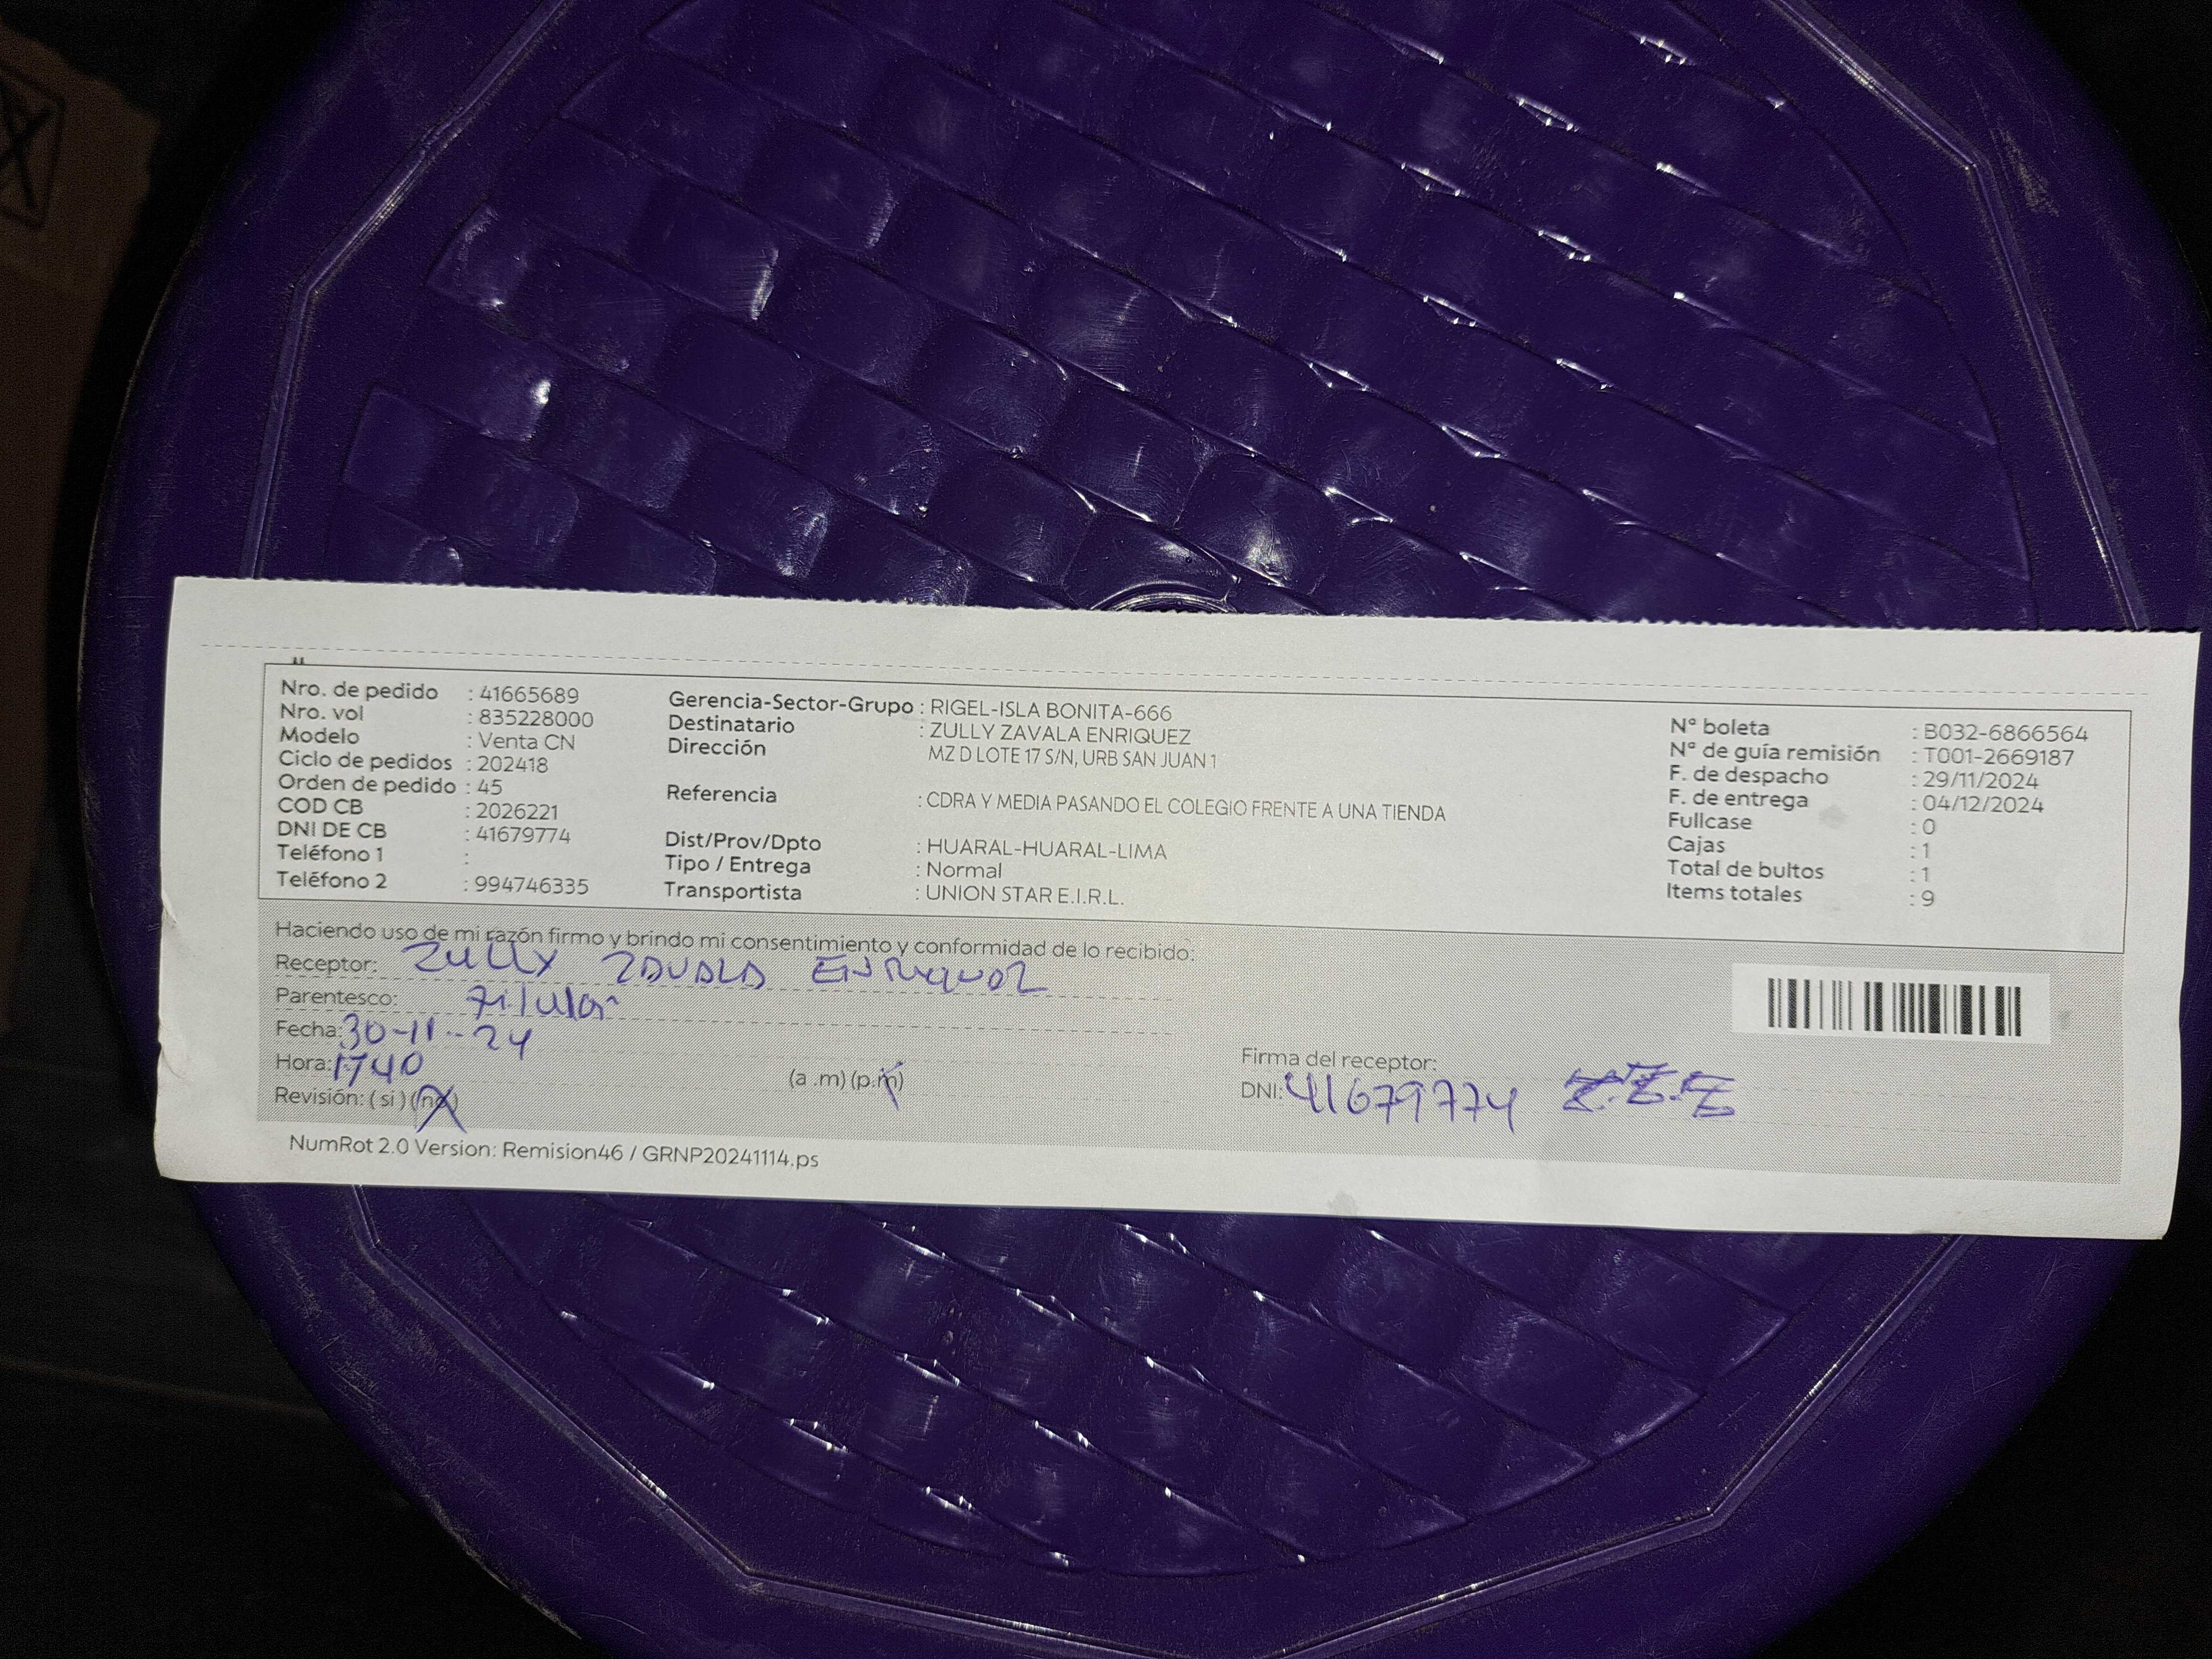 Nro. de pedido : 41665689
Nro. vol : 835228000
Modelo : Venta CN
Ciclo de pedidos : 202418
Orden de pedido : 45
COD CB : 2026221
DNI DE CB : 41679774
Teléfono 1 :
Teléfono 2 : 994746335
Gerencia-Sector-Grupo : RIGEL-ISLA BONITA-666
Destinatario : ZULLY ZAVALA ENRIQUEZ
Dirección MZ D LOTE 17 S/N, URB SAN JUAN 1
Referencia : CDRA Y MEDIA PASANDO EL COLEGIO FRENTE A UNA TIENDA
Dist/Prov/Dpto : HUARAL-HUARAL-LIMA
Tipo / Entrega : Normal
Transportista : UNION STAR E.I.R.L.
N° boleta : B032-6866564
N° de guía remisión : T001-2669187
F. de despacho : 29/11/2024
F. de entrega : 04/12/2024
Fullcase : 0
Cajas : 1
Total de bultos : 1
Items totales : 9
Haciendo uso de mi razón firmo y brindo mi consentimiento y conformidad de lo recibido:
Receptor: Zully ZAVALA ENRIQUEZ
Parentesco: Titular
Fecha: 30-11-24
Hora: 1740 (a .m) (p.m)
Revisión: ( si ) (no)
Firma del receptor:
DNI: 41679774 Z.Z.E
NumRot 2.0 Version: Remision46 / GRNP20241114.ps